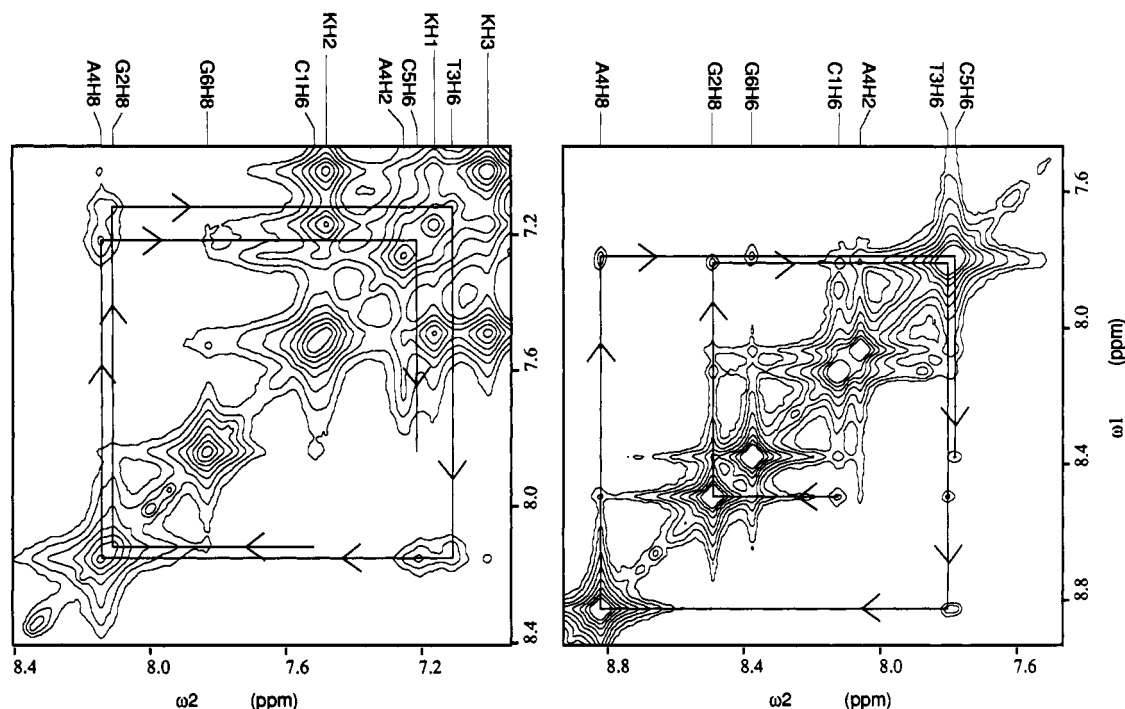 A4H8
G2H8
G6H8
C1H6
KH2
A4H2
C5H6
KH1
T3H6
KH3
7.2
7.6
8.0
8.4
8.4 8.0 7.6 7.2
ω2 (ppm)
A4H8
G2H8
G6H6
C1H6
A4H2
T3H6
C5H6
7.6
8.0
8.4
8.8
ω1 (ppm)
8.8 8.4 8.0 7.6
ω2 (ppm)